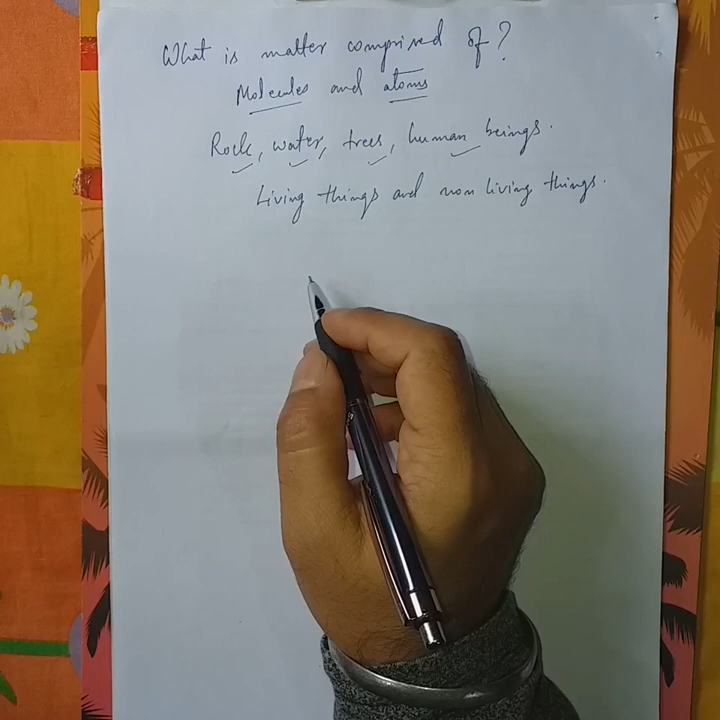 What is matter comprised of?
Molecules and atoms
Rock, water, trees, human beings.
Living things and non living things.